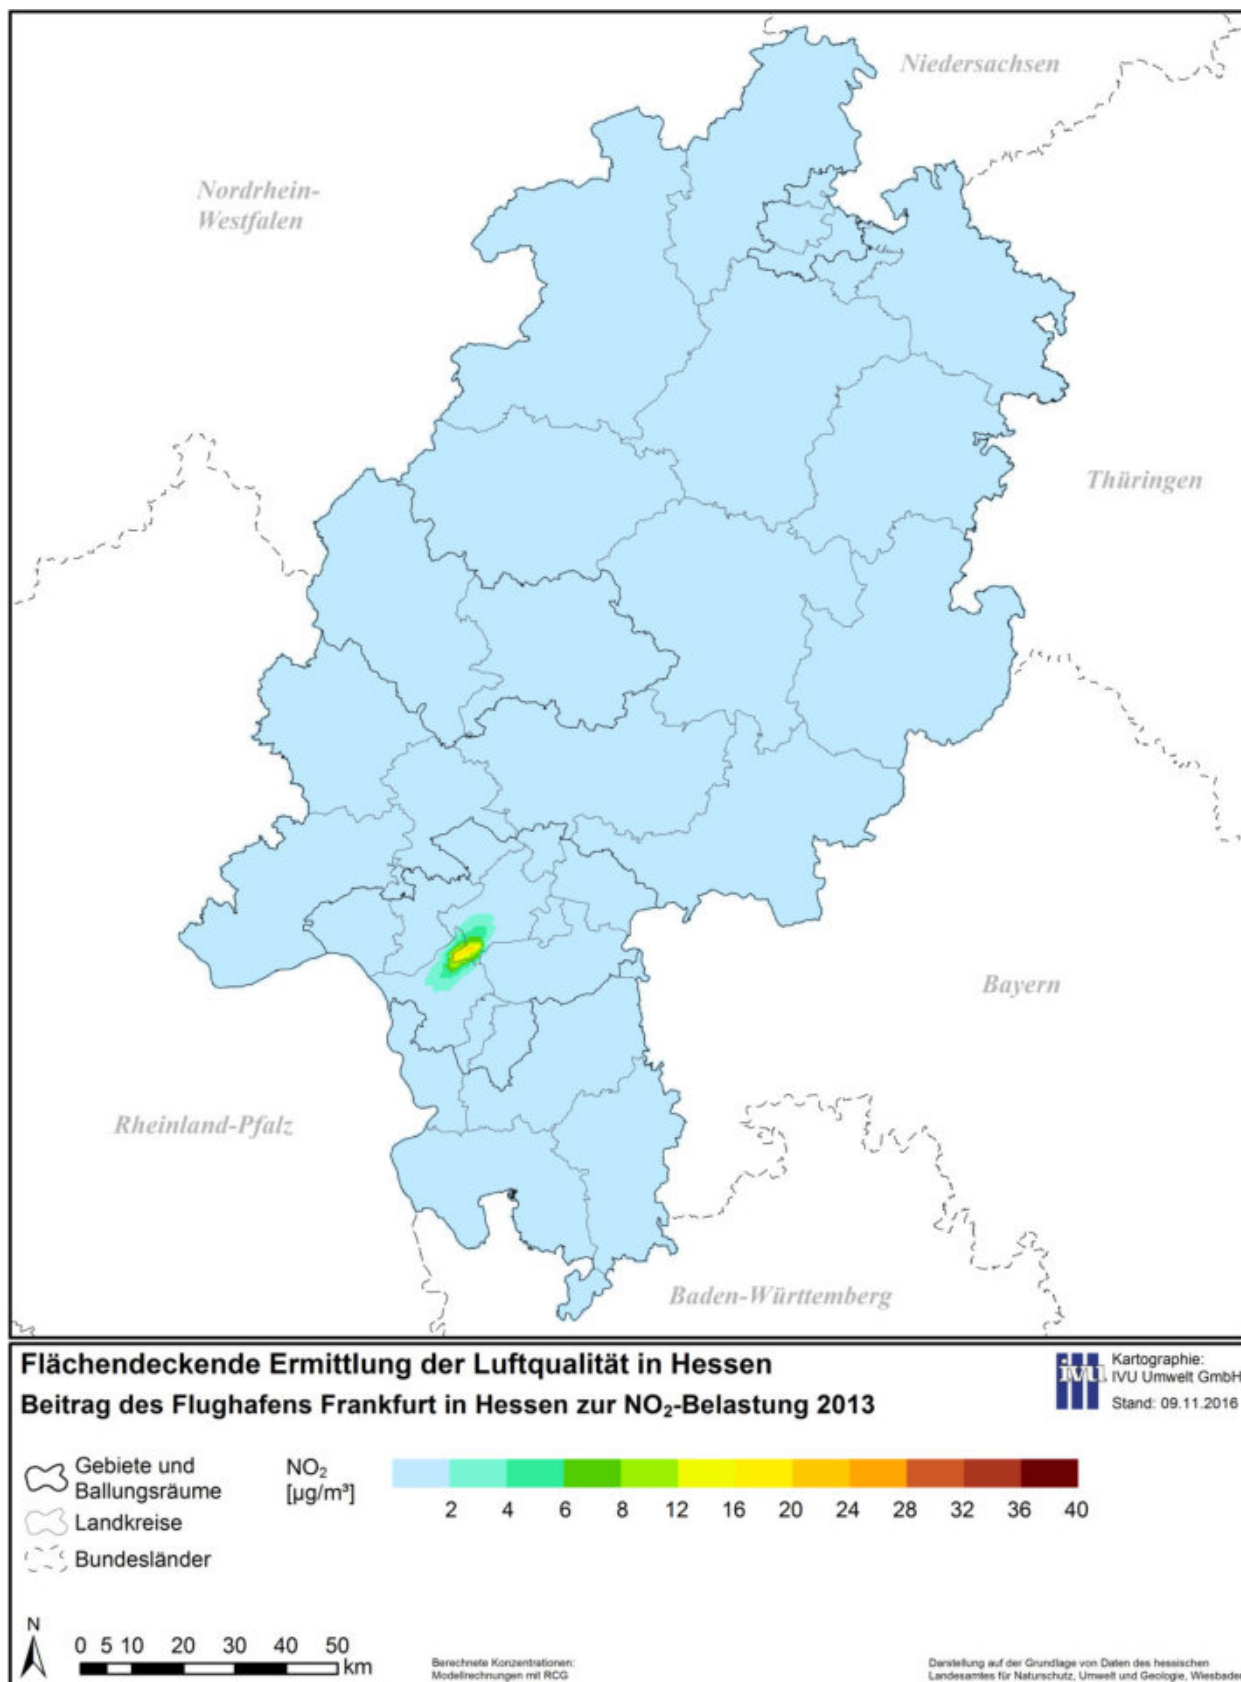 Niedersachsen
Nordrhein-
Westfalen
Thüringen
Bayern
Rheinland-Pfalz
Baden-Württemberg
Flächendeckende Ermittlung der Luftqualität in Hessen
Beitrag des Flughafens Frankfurt in Hessen zur NO₂-Belastung 2013
ivu
Kartographie:
IVU Umwelt GmbH
Stand: 09.11.2016
Gebiete und
Ballungsräume
Landkreise
Bundesländer
NO₂
[µg/m³]
2 4 6 8 12 16 20 24 28 32 36 40
N
0 5 10 20 30 40 50
km
Berechnete Konzentrationen:
Modellrechnungen mit RCG
Darstellung auf der Grundlage von Daten des hessischen
Landesamtes für Naturschutz, Umwelt und Geologie, Wiesbaden